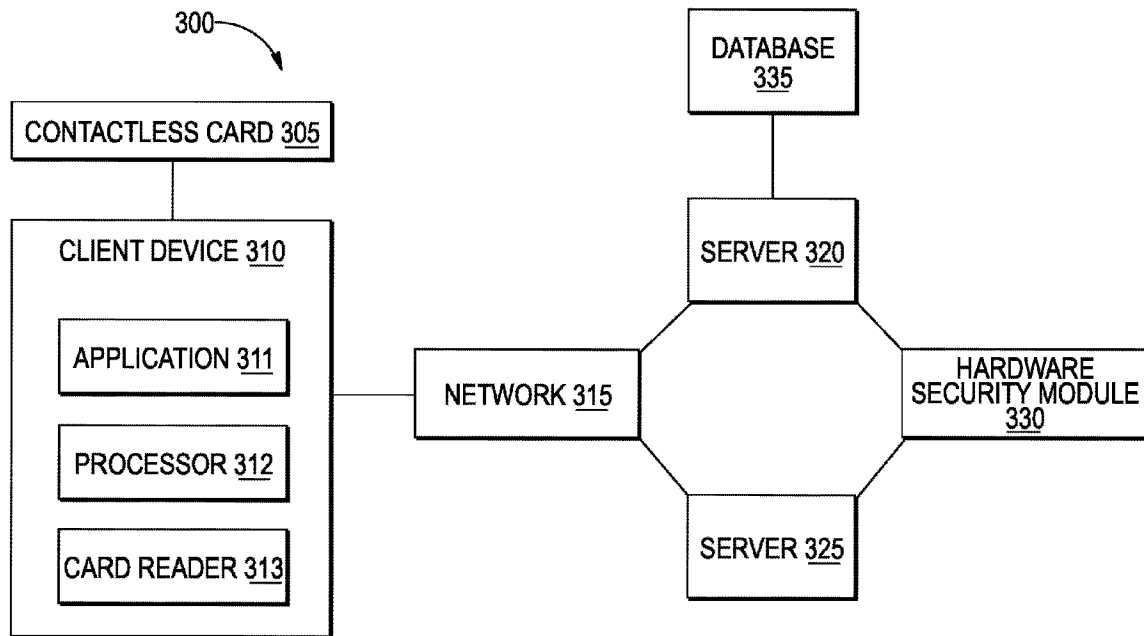 300
CONTACTLESS CARD 305
CLIENT DEVICE 310
APPLICATION 311
PROCESSOR 312
CARD READER 313
NETWORK 315
DATABASE
335
SERVER 320
HARDWARE
SECURITY MODULE
330
SERVER 325